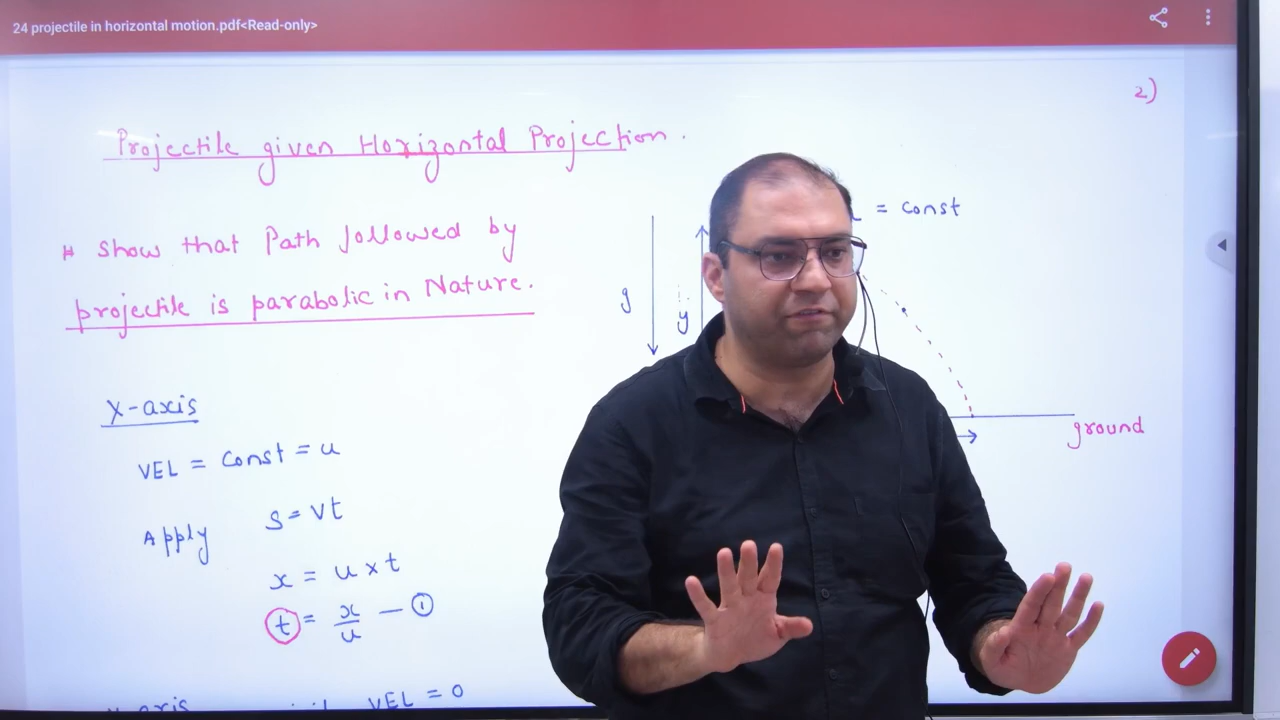 24 projectile in horizontal motion.pdf<Read-only>
2)
Projectile given Horizontal Projection.
# Show that Path followed by
projectile is parabolic in Nature.
= const
g
y
ground
X-axis
VEL = const = u
Apply s = vt
x = u x t
t = x/u — ①
axis VEL = 0